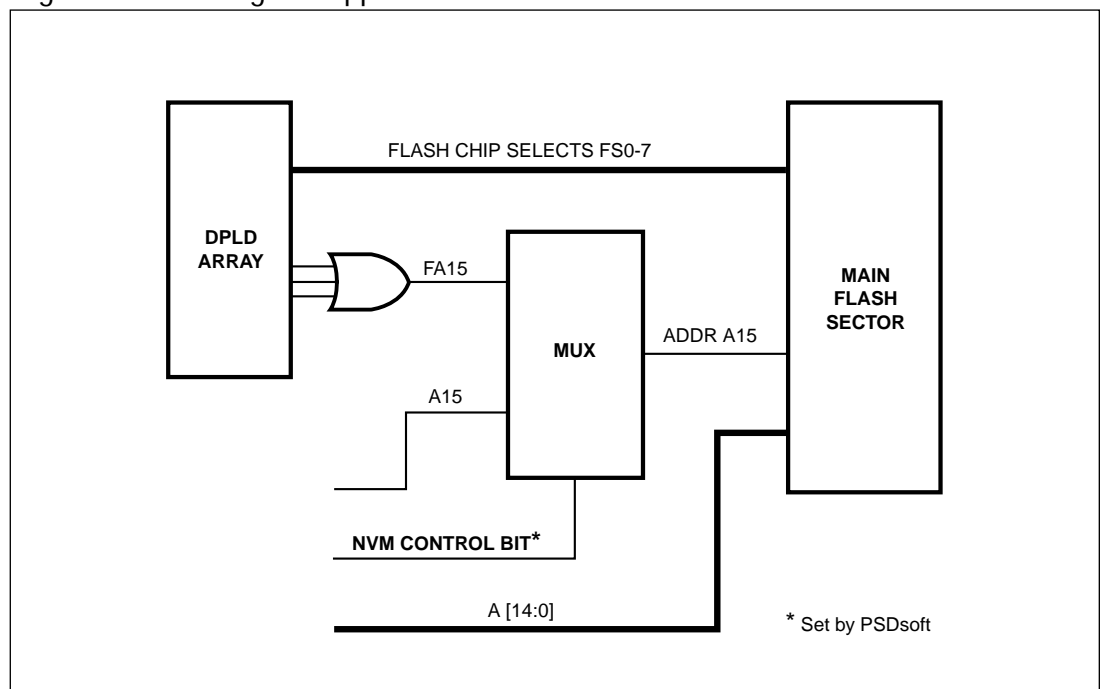 FLASH CHIP SELECTS FS0-7
DPLD
ARRAY
FA15
MUX
MAIN
FLASH
SECTOR
ADDR A15
A15
NVM CONTROL BIT*
A [14:0]
* Set by PSDsoft